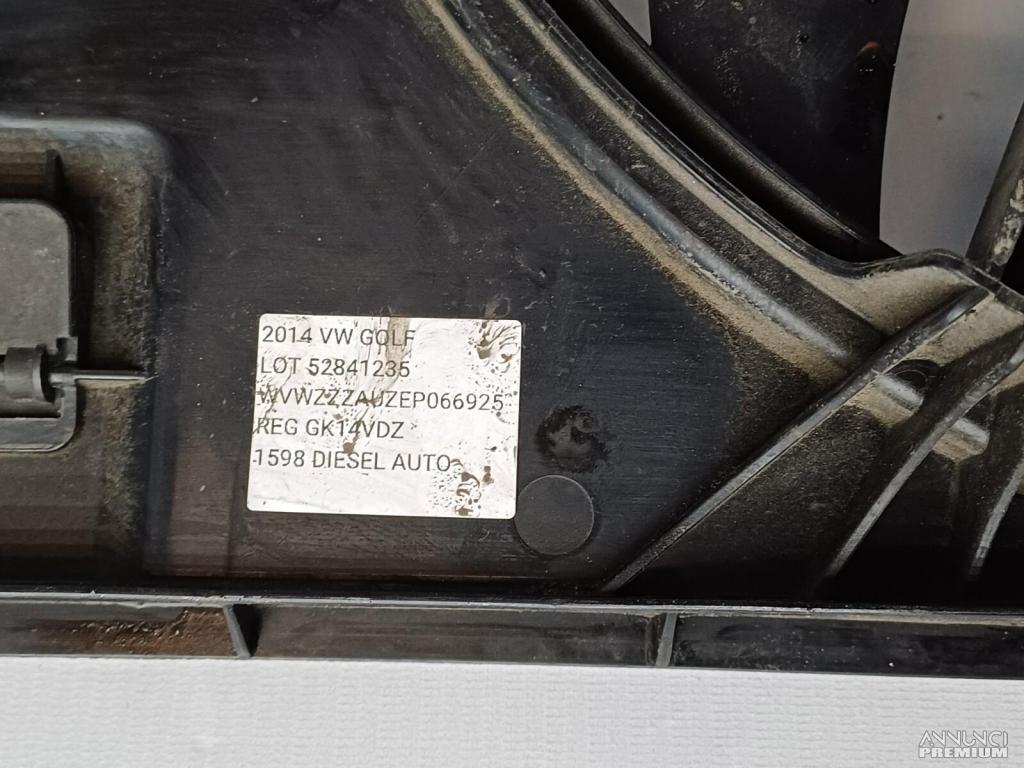 2014 VW GOLF
LOT 52841235
WVWZZZAUZEP066925
REG GK14VDZ
1598 DIESEL AUTO
ANNUNCI
PREMIUM